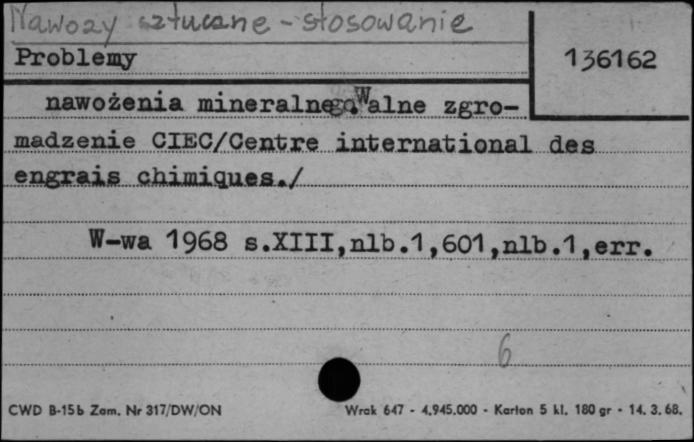 Nawozy sztuczne - stosowanie
Problemy
136162
nawożenia mineralnego. Walne zgro-
madzenie CIEC/Centre international des
engrais chimiques./
W-wa 1968 s.XIII,nlb.1,601,nlb.1,err.
6
CWD B-15b Zam. Nr 317/DW/ON
Wrak 647 - 4.945.000 - Karton 5 kl. 180 gr - 14. 3. 68.